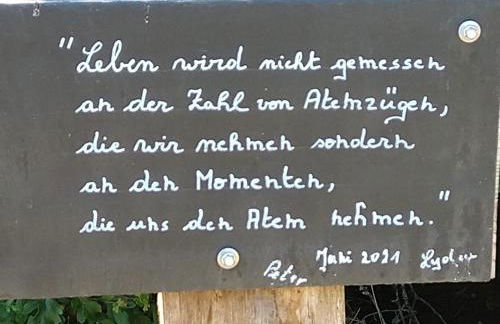 "Leben wird nicht gemessen
an der Zahl von Atemzügen,
die wir nehmen sondern
an den Momenten,
die uns den Atem nehmen."
Peter Juni 2021